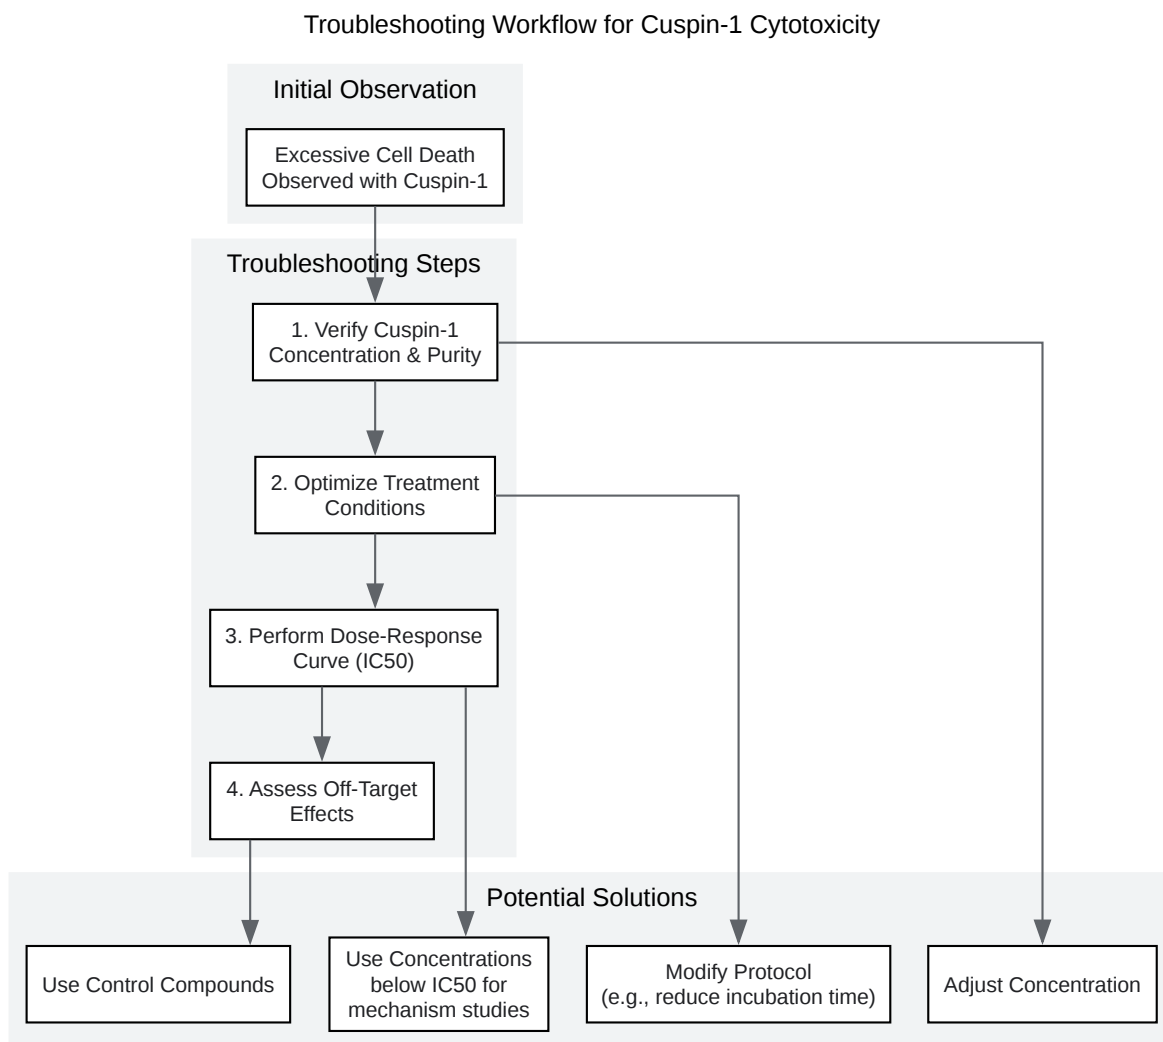 Troubleshooting Workflow for Cuspin-1 Cytotoxicity
Initial Observation
Excessive Cell Death
Observed with Cuspin-1
Troubleshooting Steps
1. Verify Cuspin-1
Concentration & Purity
2. Optimize Treatment
Conditions
3. Perform Dose-Response
Curve (IC50)
4. Assess Off-Target
Effects
Potential Solutions
Use Control Compounds
Use Concentrations
below IC50 for
mechanism studies
Modify Protocol
(e.g., reduce incubation time)
Adjust Concentration